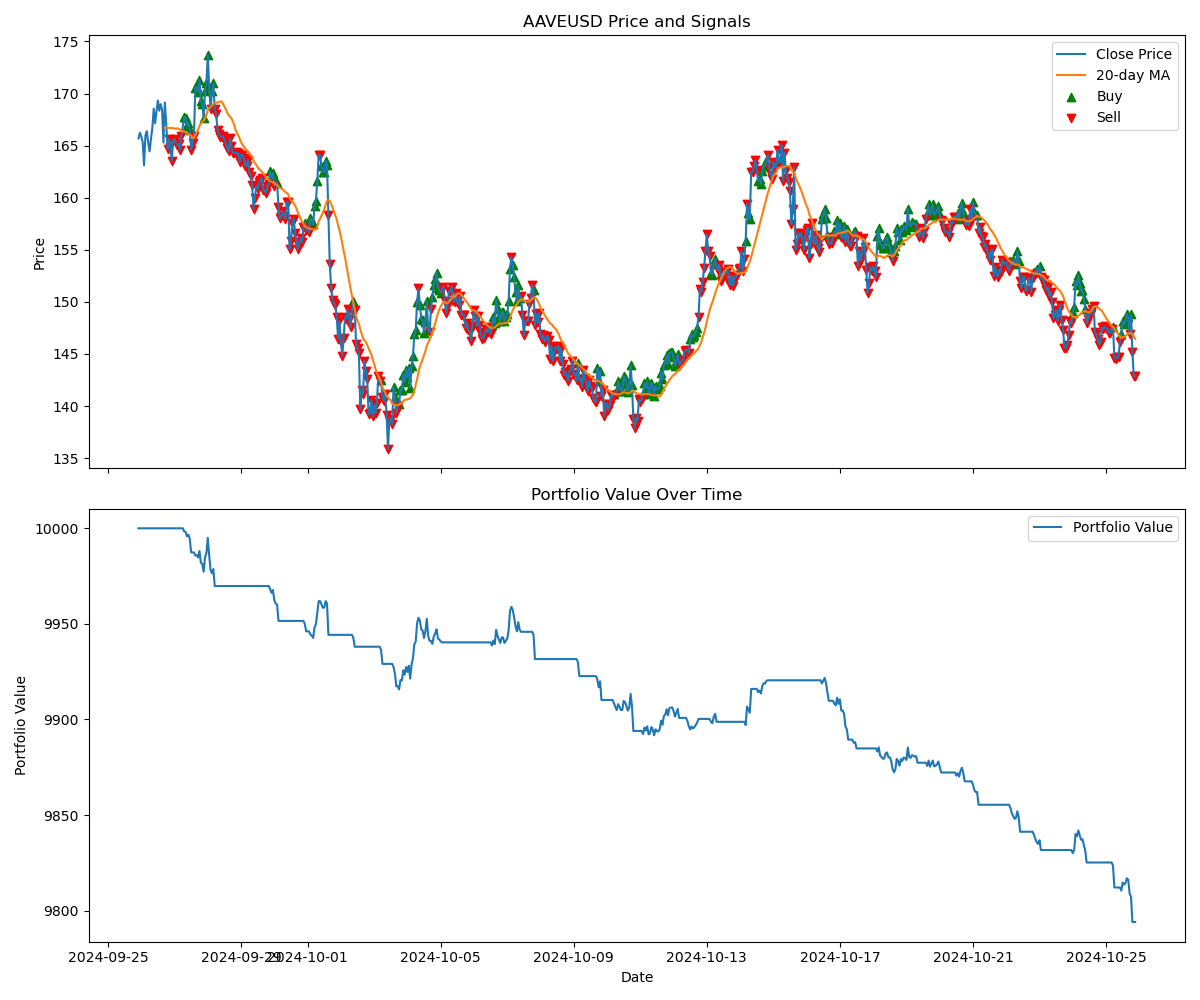 AAVEUSD Price and Signals
Price
175
170
165
160
155
150
145
140
135
Close Price
20-day MA
Buy
Sell
Portfolio Value Over Time
Portfolio Value
10000
9950
9900
9850
9800
Portfolio Value
2024-09-25
2024-09-29
2024-10-01
2024-10-05
2024-10-09
2024-10-13
2024-10-17
2024-10-21
2024-10-25
Date